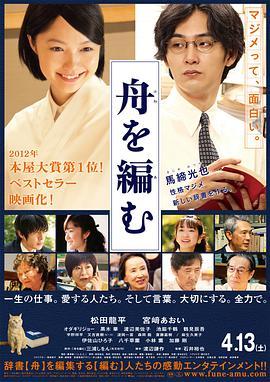 マジメって、面白い。
舟を編む
2012年
本屋大賞第1位!
ベストセラー
映画化!
馬締光也
性格マジメ。
新しい辞書を作る。
一生の仕事。愛する人たち。そして言葉。大切にする。全力で。
松田龍平 宮﨑あおい
オダギリジョー 黒木華 渡辺美佐子 池脇千鶴 鶴見辰吾
伊佐山ひろ子 八千草薫 小林薫 加藤剛
4.13(土)
辞書【舟】を編集する【編む】人たちの感動エンターテインメント!!
www.fune-amu.com